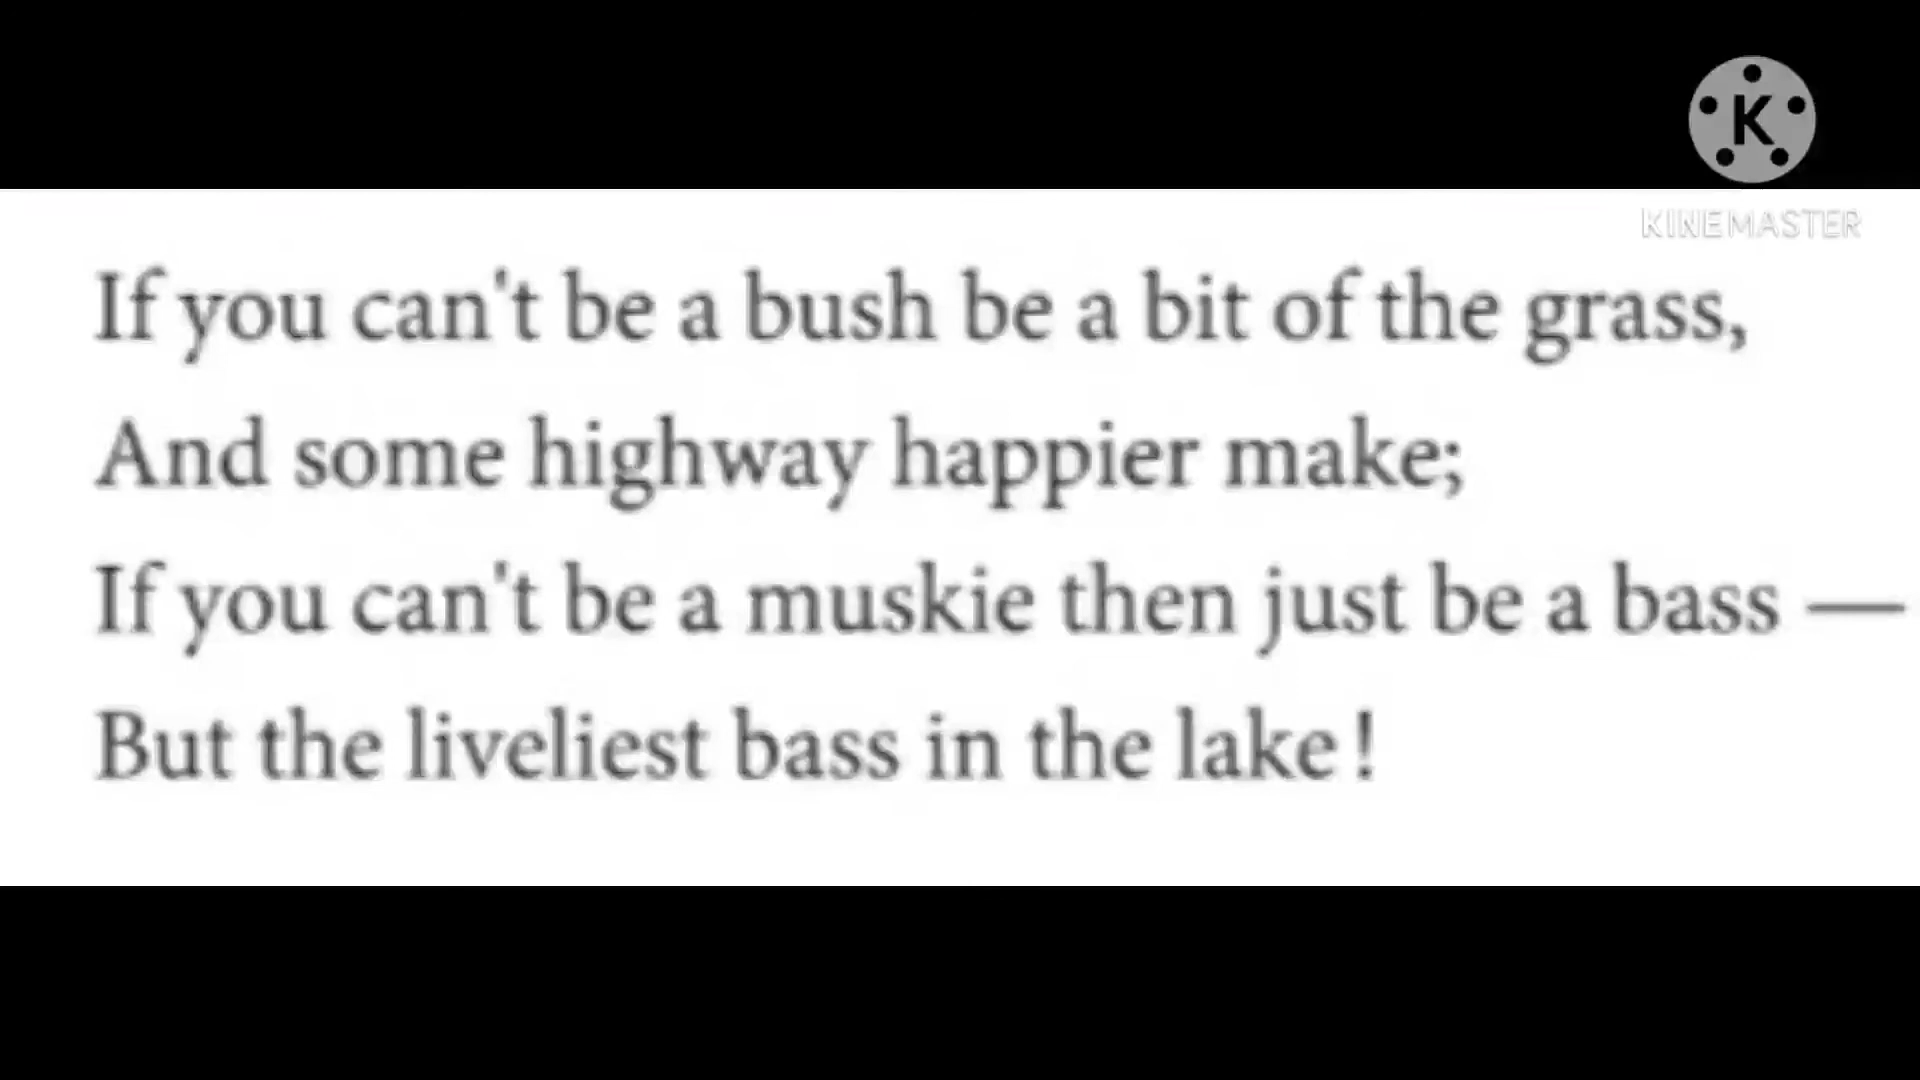 K
KINEMASTER
If you can't be a bush be a bit of the grass,
And some highway happier make;
If you can't be a muskie then just be a bass —
But the liveliest bass in the lake !